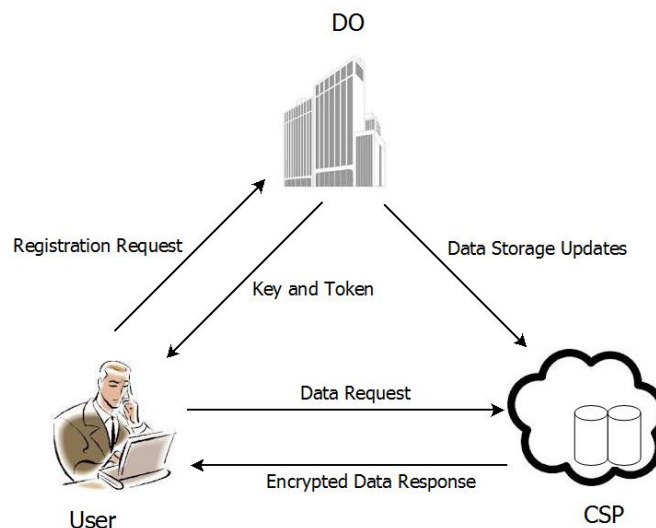 DO
Registration Request
Data Storage Updates
Key and Token
Data Request
Encrypted Data Response
User
CSP